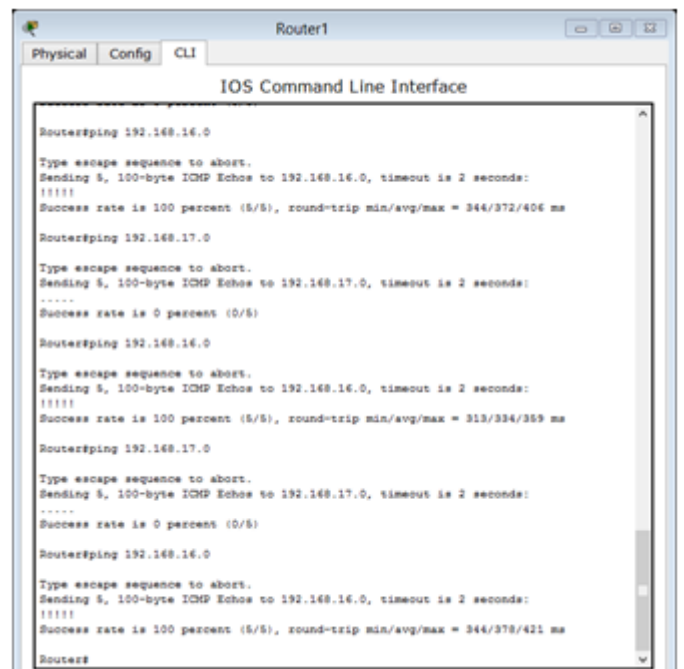 Router1
Physical Config CLI
IOS Command Line Interface
Router#ping 192.168.16.0
Type escape sequence to abort.
Sending 5, 100-byte ICMP Echos to 192.168.16.0, timeout is 2 seconds:
!!!!!
Success rate is 100 percent (5/5), round-trip min/avg/max = 344/372/406 ms
Router#ping 192.168.17.0
Type escape sequence to abort.
Sending 5, 100-byte ICMP Echos to 192.168.17.0, timeout is 2 seconds:
.....
Success rate is 0 percent (0/5)
Router#ping 192.168.16.0
Type escape sequence to abort.
Sending 5, 100-byte ICMP Echos to 192.168.16.0, timeout is 2 seconds:
!!!!!
Success rate is 100 percent (5/5), round-trip min/avg/max = 313/334/359 ms
Router#ping 192.168.17.0
Type escape sequence to abort.
Sending 5, 100-byte ICMP Echos to 192.168.17.0, timeout is 2 seconds:
.....
Success rate is 0 percent (0/5)
Router#ping 192.168.16.0
Type escape sequence to abort.
Sending 5, 100-byte ICMP Echos to 192.168.16.0, timeout is 2 seconds:
!!!!!
Success rate is 100 percent (5/5), round-trip min/avg/max = 344/378/421 ms
Router#